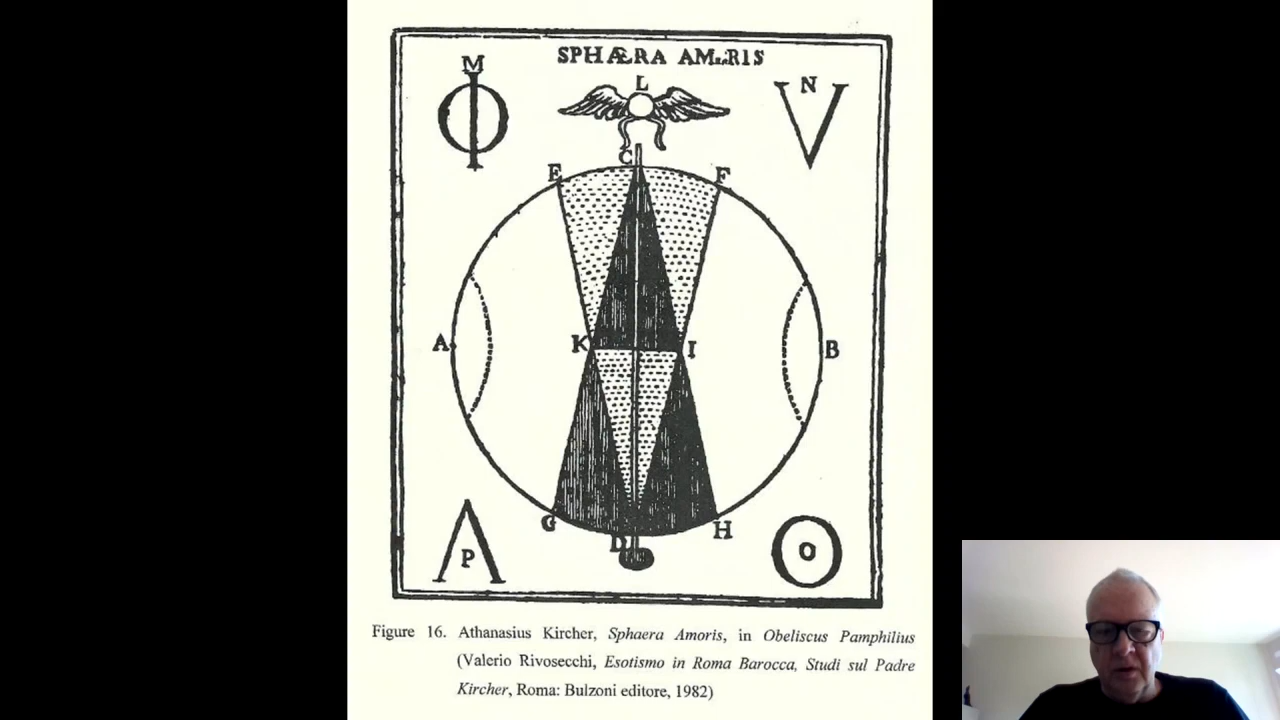 SPHÆRA AMORIS
M
L
N
Φ
V
C
E
F
A
K
I
B
G
D
H
Λ
P
O
O
Figure 16. Athanasius Kircher, Sphaera Amoris, in Obeliscus Pamphilius
(Valerio Rivosecchi, Esotismo in Roma Barocca, Studi sul Padre
Kircher, Roma: Bulzoni editore, 1982)